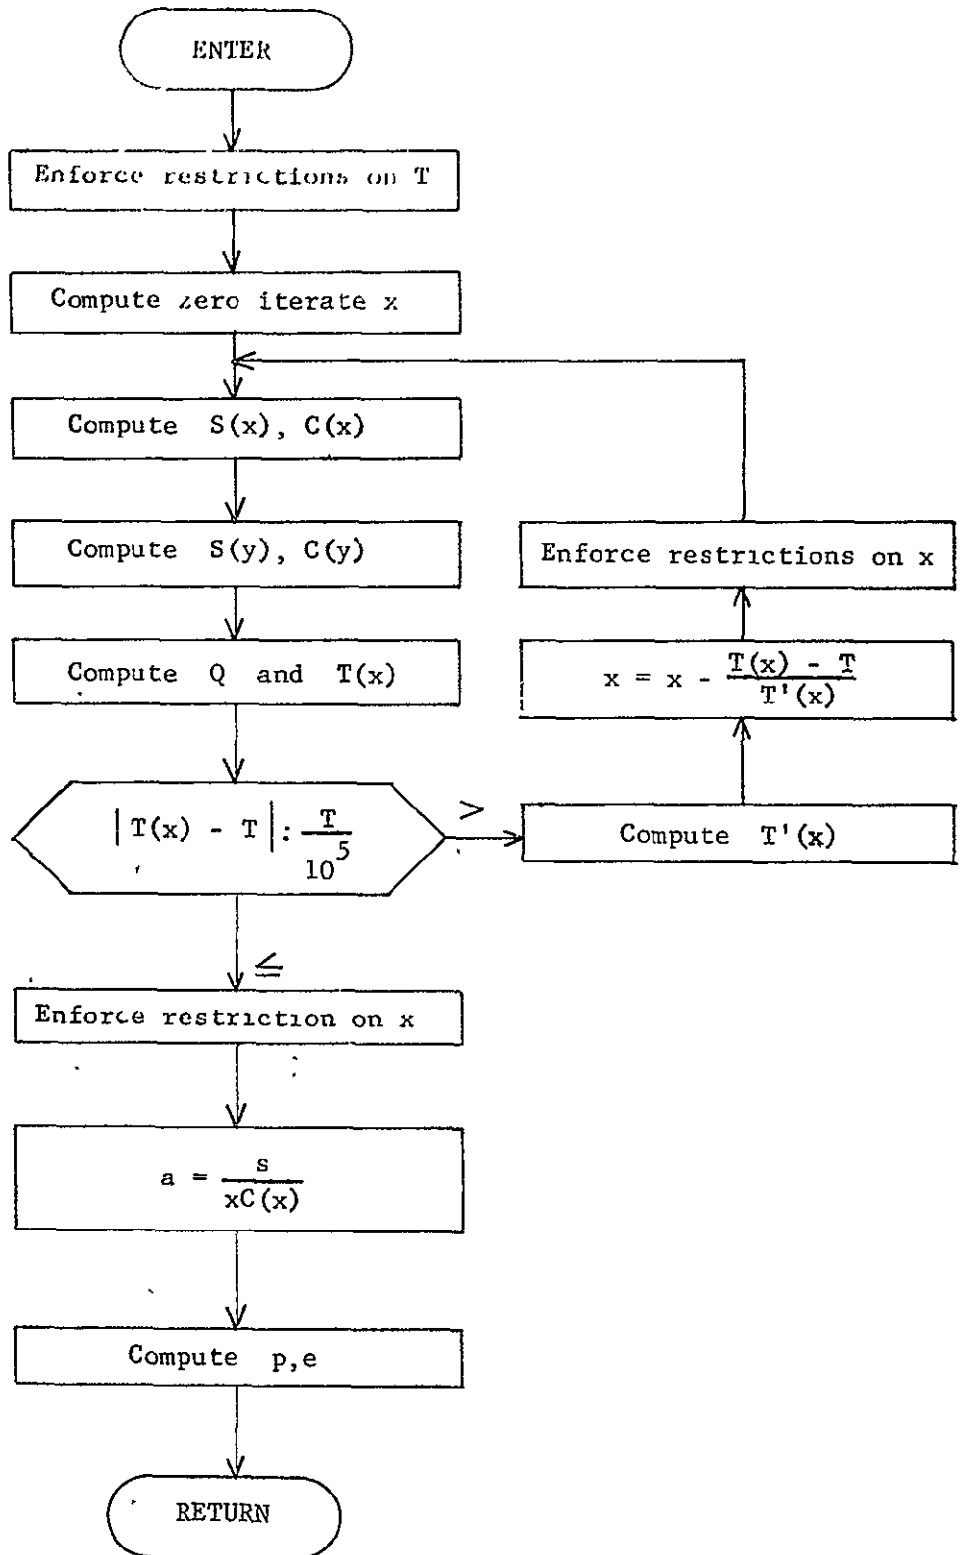 ENTER
Enforce restrictions on T
Compute zero iterate x
Compute S(x), C(x)
Compute S(y), C(y)
Compute Q and T(x)
|T(x) - T| : T / 10^5
>
Compute T'(x)
x = x - (T(x) - T) / T'(x)
Enforce restrictions on x
≤
Enforce restriction on x
a = s / xC(x)
Compute p,e
RETURN